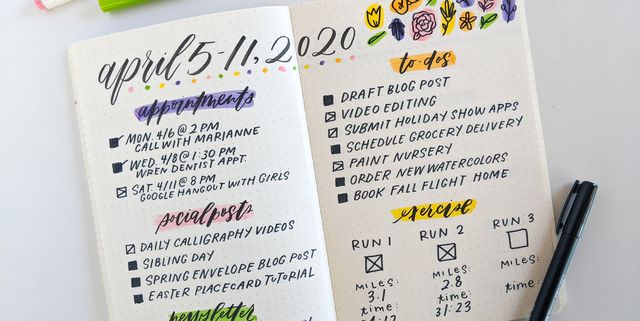 april 5-11, 2020
appointments
MON. 4/6 @ 2 PM
CALL WITH MARIANNE
WED. 4/8 @ 1:30 PM
WREN DENTIST APPT.
SAT. 4/11 @ 8 PM
GOOGLE HANGOUT WITH GIRLS
social posts
DAILY CALLIGRAPHY VIDEOS
SIBLING DAY
SPRING ENVELOPE BLOG POST
EASTER PLACECARD TUTORIAL
newsletter
to-dos
DRAFT BLOG POST
VIDEO EDITING
SUBMIT HOLIDAY SHOW APPS
SCHEDULE GROCERY DELIVERY
PAINT NURSERY
ORDER NEW WATERCOLORS
BOOK FALL FLIGHT HOME
exercise
RUN 1 RUN 2 RUN 3
MILES: MILES: MILES:
3.1 2.8
time: time: time:
31:23